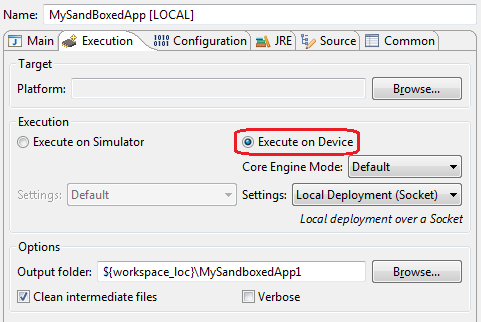 Name: MySandBoxedApp [LOCAL]
Main Execution Configuration JRE Source Common
Target
Platform: Browse...
Execution
Execute on Simulator Execute on Device
Core Engine Mode: Default
Settings: Default Settings: Local Deployment (Socket)
Local deployment over a Socket
Options
Output folder: ${workspace_loc}\MySandboxedApp1 Browse...
Clean intermediate files Verbose